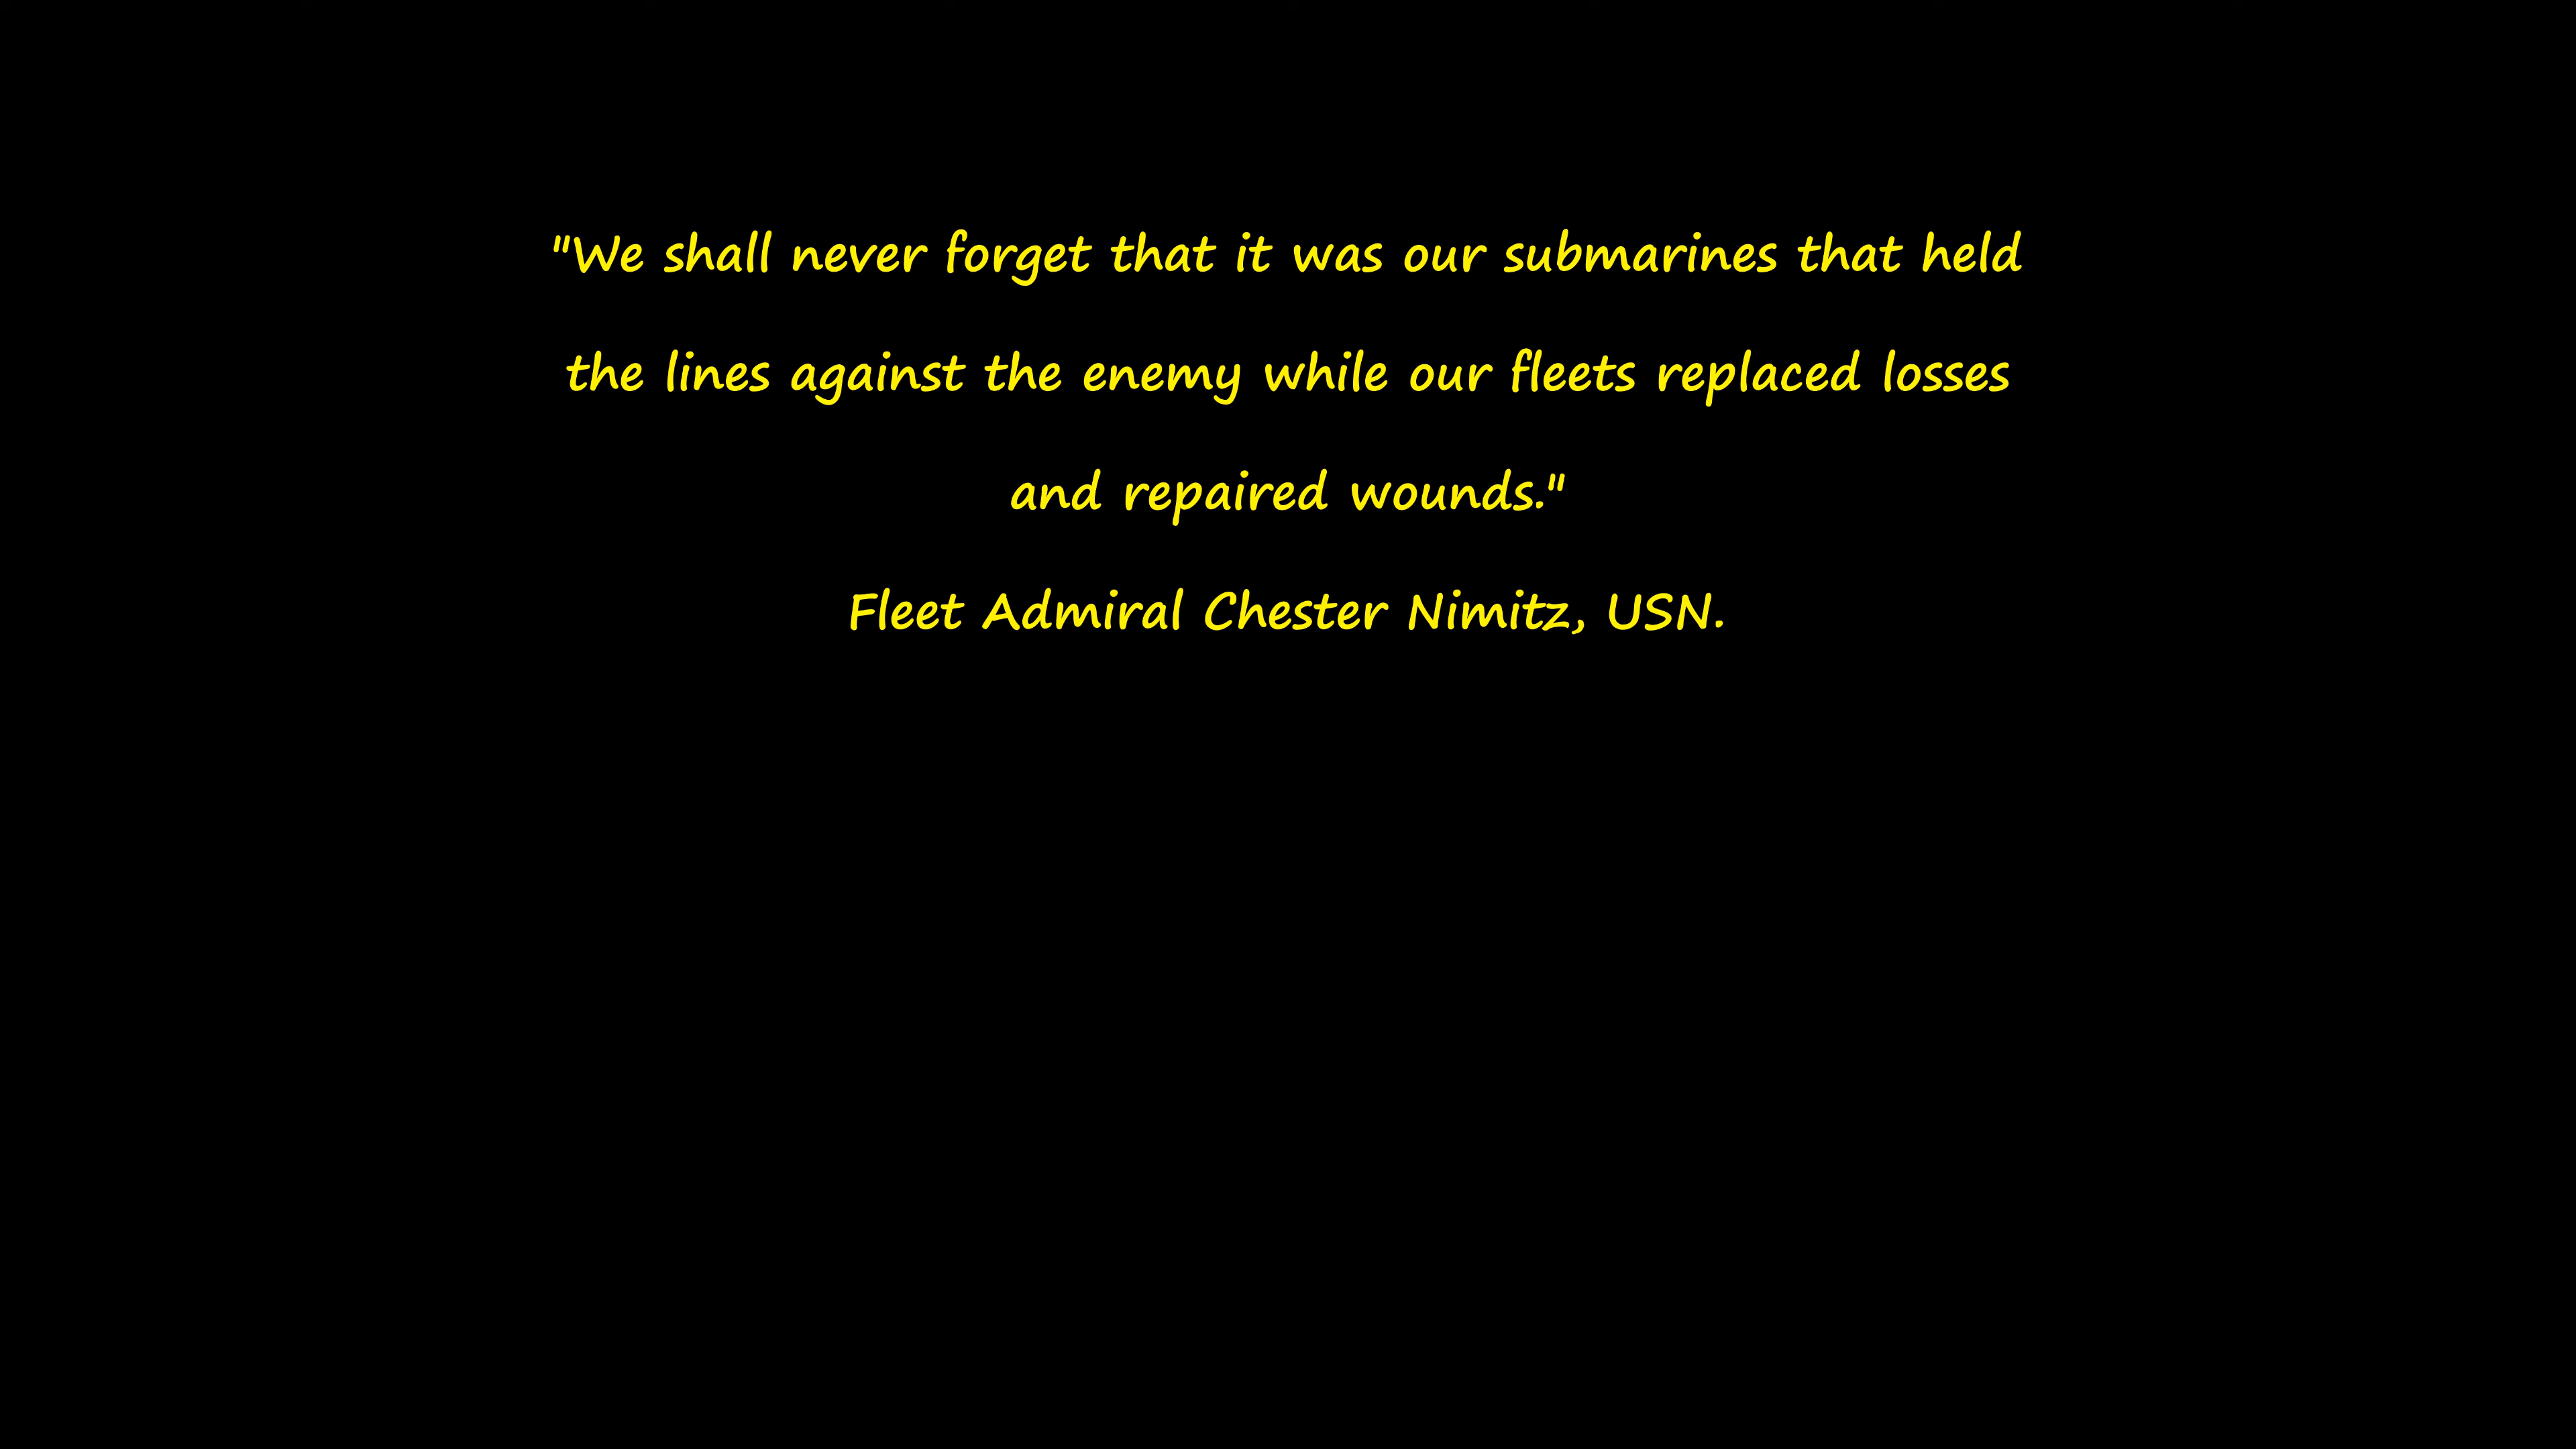 "We shall never forget that it was our submarines that held
the lines against the enemy while our fleets replaced losses
and repaired wounds."
Fleet Admiral Chester Nimitz, USN.